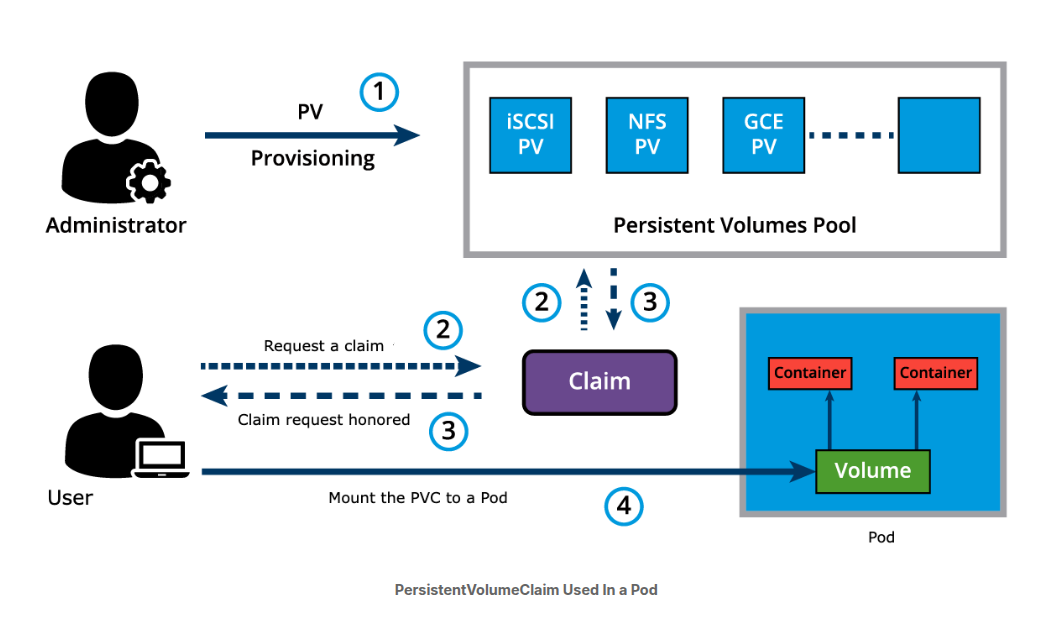 1
PV
Provisioning
Administrator
iSCSI
PV
NFS
PV
GCE
PV
Persistent Volumes Pool
2
3
2
Request a claim
Claim
Claim request honored
3
User
Mount the PVC to a Pod
4
Container
Container
Volume
Pod
PersistentVolumeClaim Used In a Pod